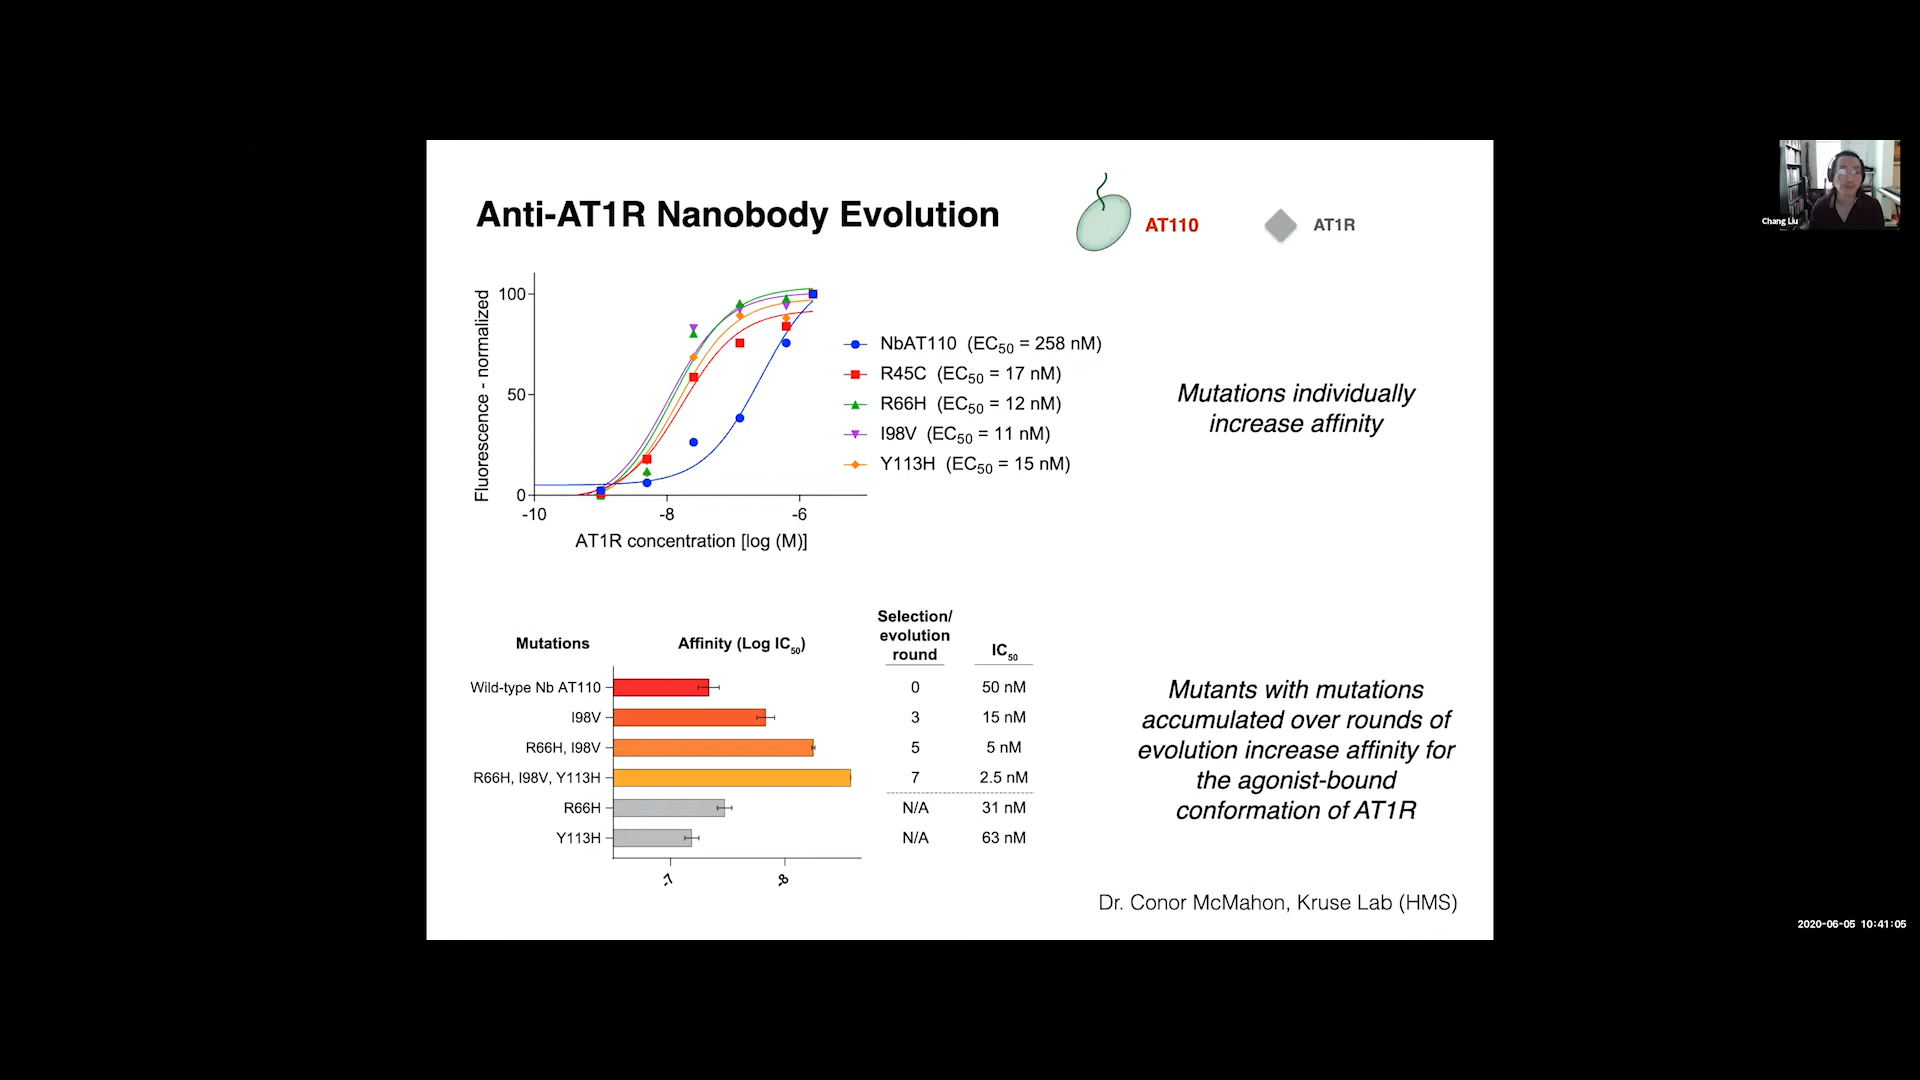 Anti-AT1R Nanobody Evolution
AT110
AT1R
Chang Liu
Fluorescence - normalized
100
50
0
-10
-8
-6
AT1R concentration [log (M)]
NbAT110 (EC50 = 258 nM)
R45C (EC50 = 17 nM)
R66H (EC50 = 12 nM)
I98V (EC50 = 11 nM)
Y113H (EC50 = 15 nM)
Mutations individually
increase affinity
Mutations
Affinity (Log IC50)
Selection/
evolution
round
IC50
Wild-type Nb AT110
0
50 nM
I98V
3
15 nM
R66H, I98V
5
5 nM
R66H, I98V, Y113H
7
2.5 nM
R66H
N/A
31 nM
Y113H
N/A
63 nM
-7
-8
Mutants with mutations
accumulated over rounds of
evolution increase affinity for
the agonist-bound
conformation of AT1R
Dr. Conor McMahon, Kruse Lab (HMS)
2020-06-05 10:41:05